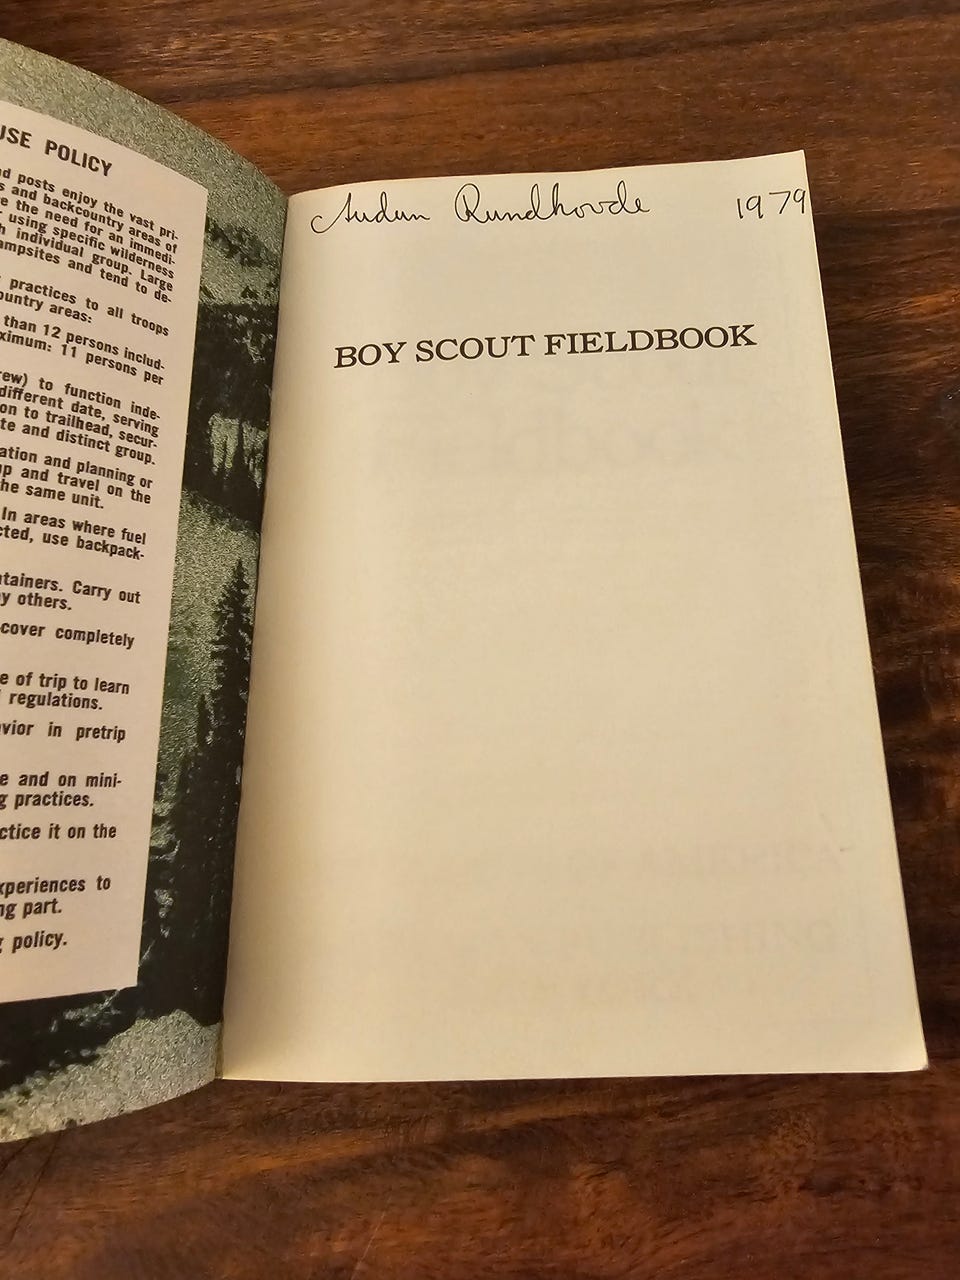 USE POLICY
d posts enjoy the vast pri-
s and backcountry areas of
e the need for an immedi-
using specific wilderness
h individual group. Large
ampsites and tend to de-
practices to all troops
ountry areas:
than 12 persons includ-
ximum: 11 persons per
ew) to function inde-
different date, serving
on to trailhead, secur-
te and distinct group.
ation and planning or
p and travel on the
he same unit.
In areas where fuel
cted, use backpack-
ntainers. Carry out
y others.
cover completely
e of trip to learn
regulations.
vior in pretrip
e and on mini-
g practices.
ctice it on the
xperiences to
ng part.
g policy.
Audun Rundhovde 1979
BOY SCOUT FIELDBOOK